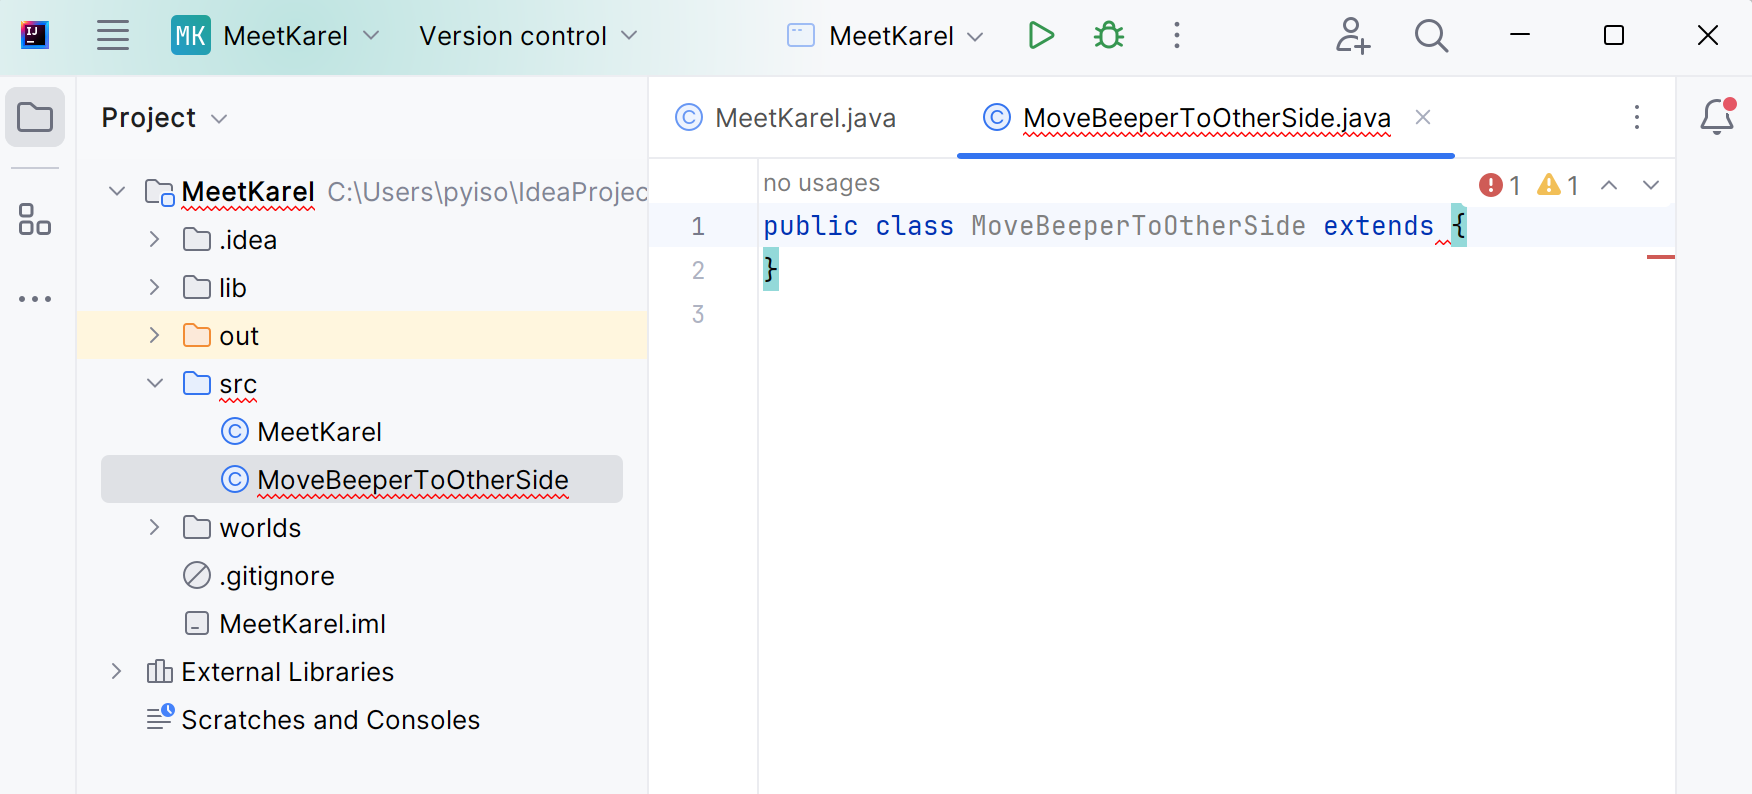 IJ
MK MeetKarel Version control MeetKarel
Project
MeetKarel C:\Users\pyiso\IdeaProjec
.idea
lib
out
src
MeetKarel
MoveBeeperToOtherSide
worlds
.gitignore
MeetKarel.iml
External Libraries
Scratches and Consoles
MeetKarel.java MoveBeeperToOtherSide.java
no usages 1 1
1 public class MoveBeeperToOtherSide extends {
2 }
3